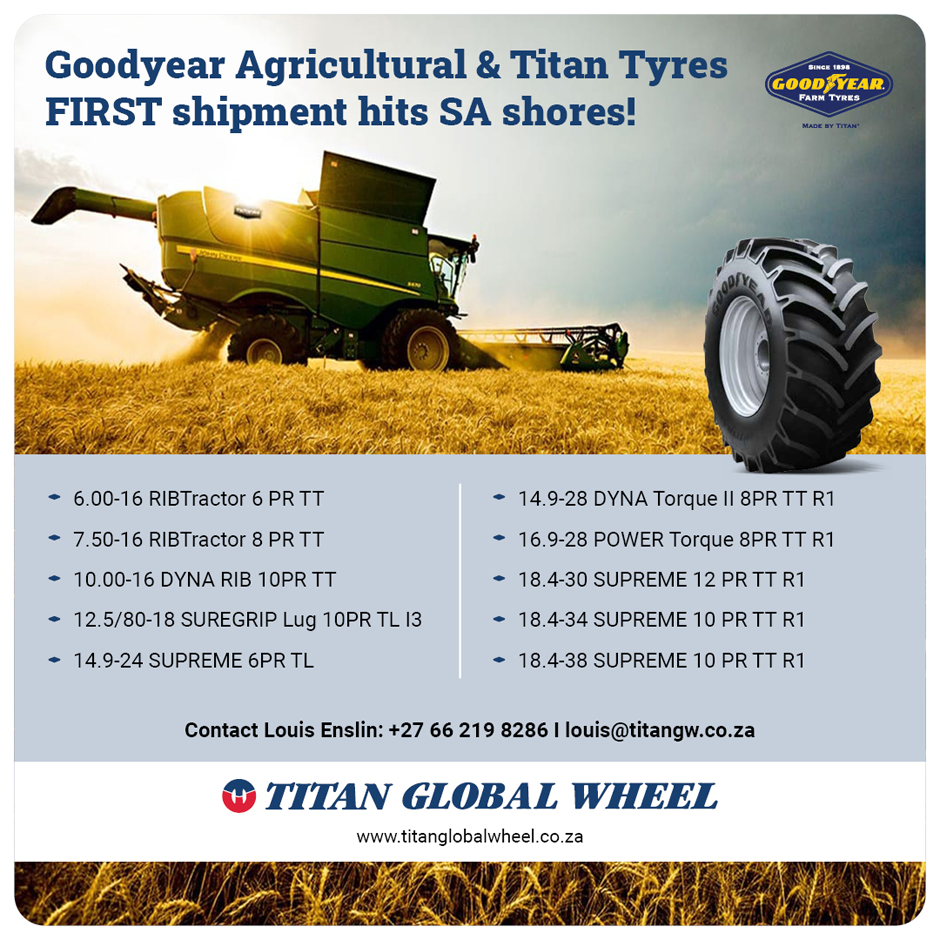 Goodyear Agricultural & Titan Tyres
FIRST shipment hits SA shores!
SINCE 1898
GOODYEAR
FARM TYRES
MADE BY TITAN®
JOHN DEERE
S670
GOODYEAR
6.00-16 RIBTractor 6 PR TT
7.50-16 RIBTractor 8 PR TT
10.00-16 DYNA RIB 10PR TT
12.5/80-18 SUREGRIP Lug 10PR TL I3
14.9-24 SUPREME 6PR TL
14.9-28 DYNA Torque II 8PR TT R1
16.9-28 POWER Torque 8PR TT R1
18.4-30 SUPREME 12 PR TT R1
18.4-34 SUPREME 10 PR TT R1
18.4-38 SUPREME 10 PR TT R1
Contact Louis Enslin: +27 66 219 8286 I louis@titangw.co.za
TITAN GLOBAL WHEEL
www.titanglobalwheel.co.za